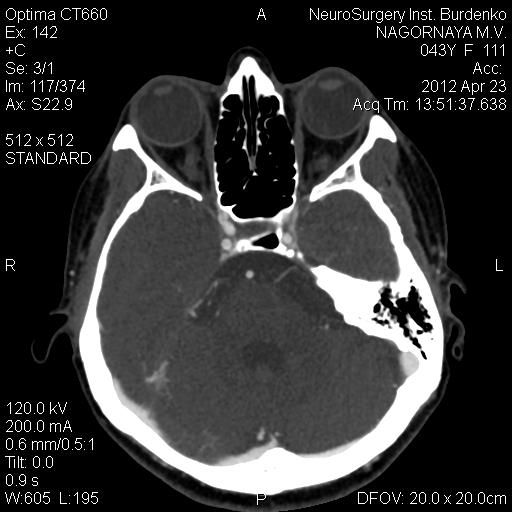 Optima CT660
Ex: 142
+C
Se: 3/1
Im: 117/374
Ax: S22.9
512 x 512
STANDARD
A
NeuroSurgery Inst. Burdenko
NAGORNAYA M.V.
043Y F 111
Acc:
2012 Apr 23
Acq Tm: 13:51:37.638
R
L
120.0 kV
200.0 mA
0.6 mm/0.5:1
Tilt: 0.0
0.9 s
W:605 L:195
P
DFOV: 20.0 x 20.0cm